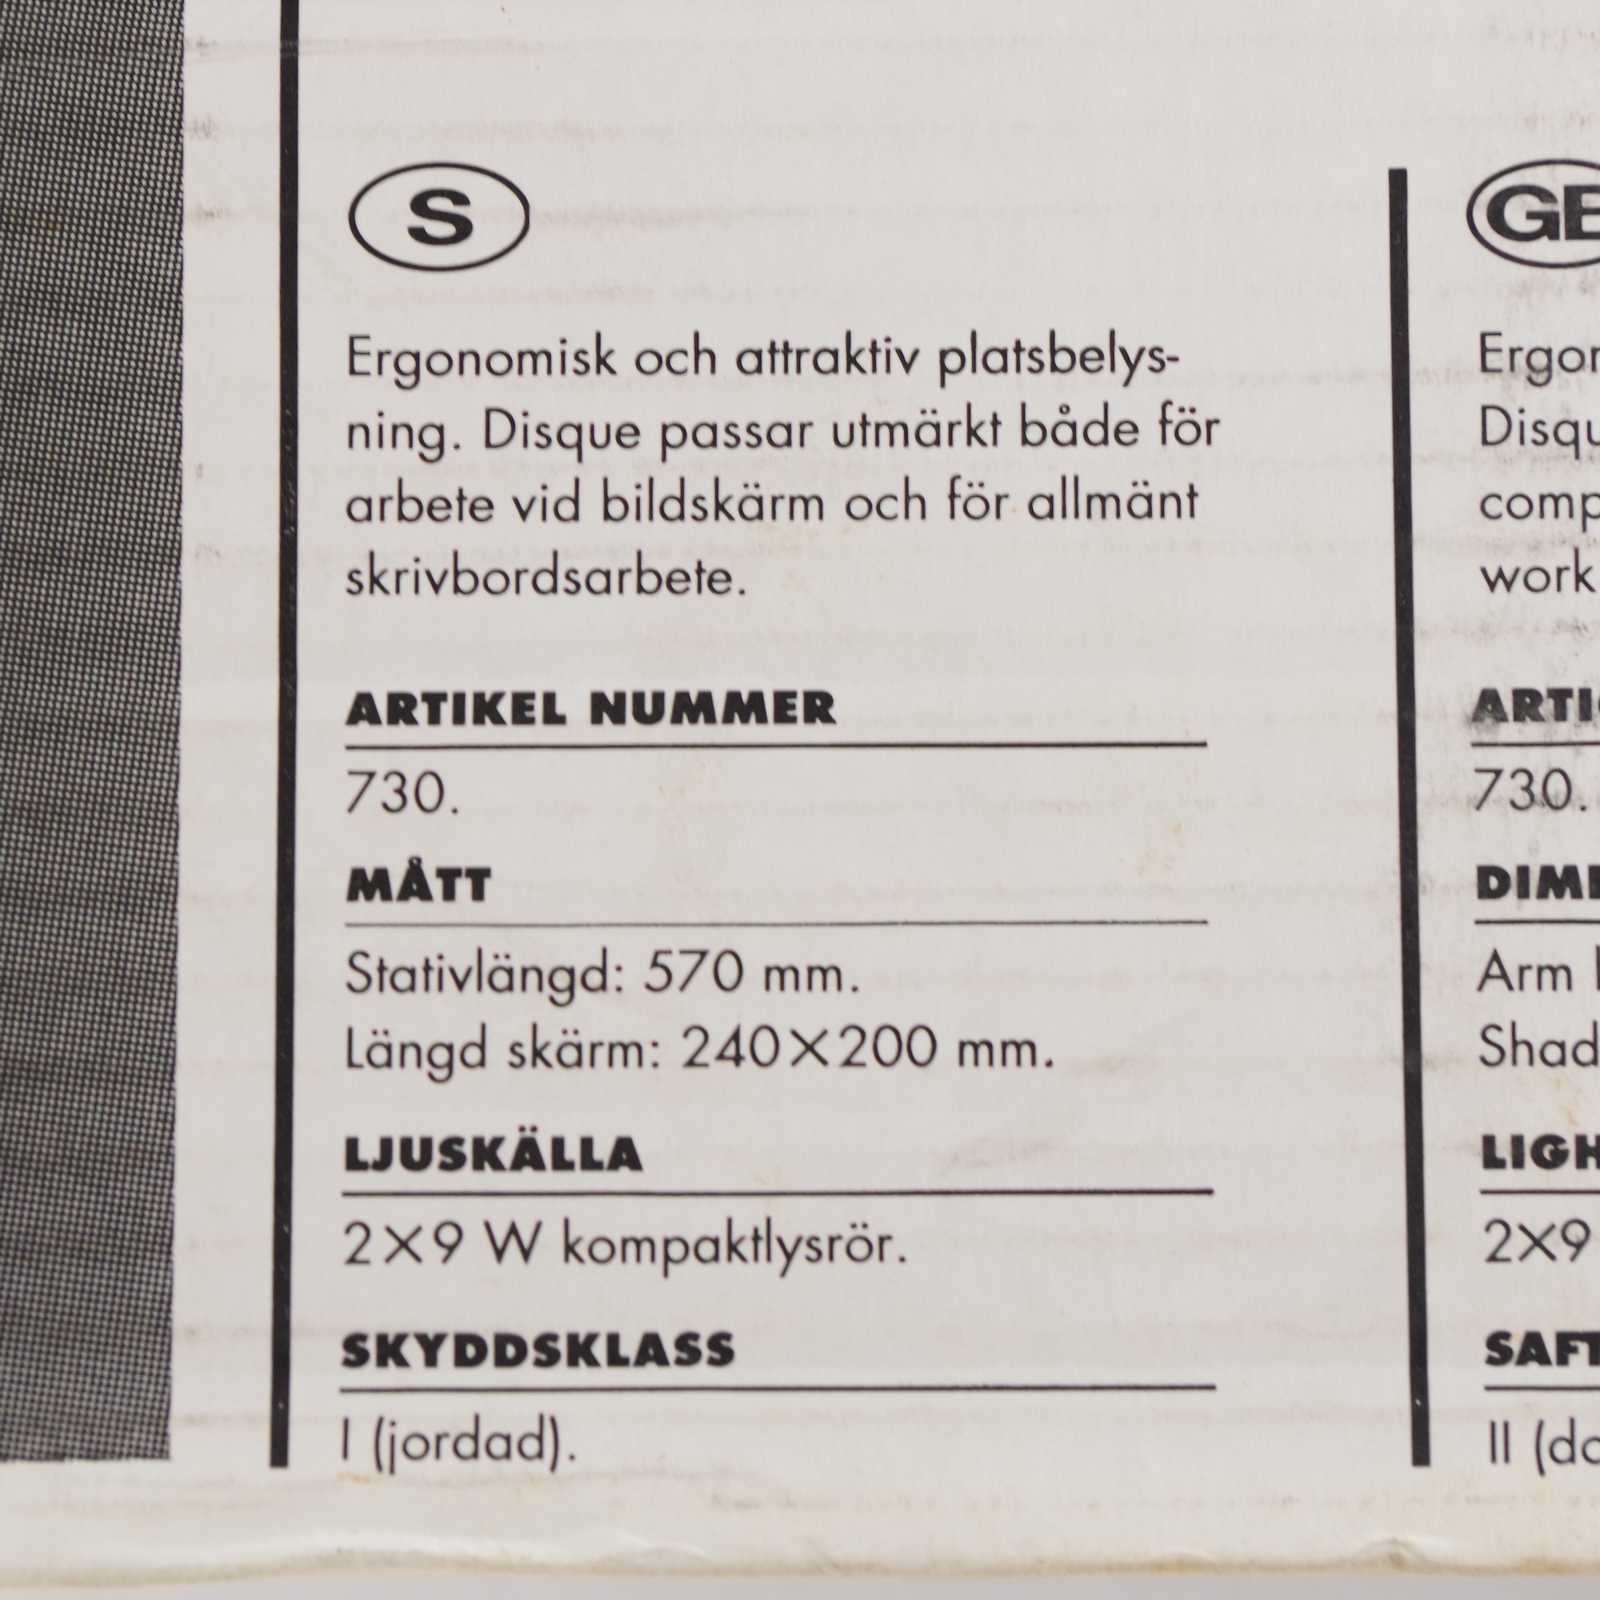 S
Ergonomisk och attraktiv platsbelys-
ning. Disque passar utmärkt både för
arbete vid bildskärm och för allmänt
skrivbordsarbete.
ARTIKEL NUMMER
730.
MÅTT
Stativlängd: 570 mm.
Längd skärm: 240×200 mm.
LJUSKÄLLA
2×9 W kompaktlysrör.
SKYDDSKLASS
I (jordad).
GB
Disqu
work
730.
Arm
Shad
2×9
II